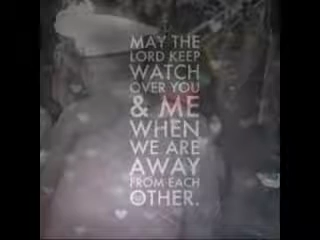 MAY THE
LORD KEEP
WATCH
OVER YOU
& ME
WHEN
WE ARE
AWAY
FROM EACH
OTHER.